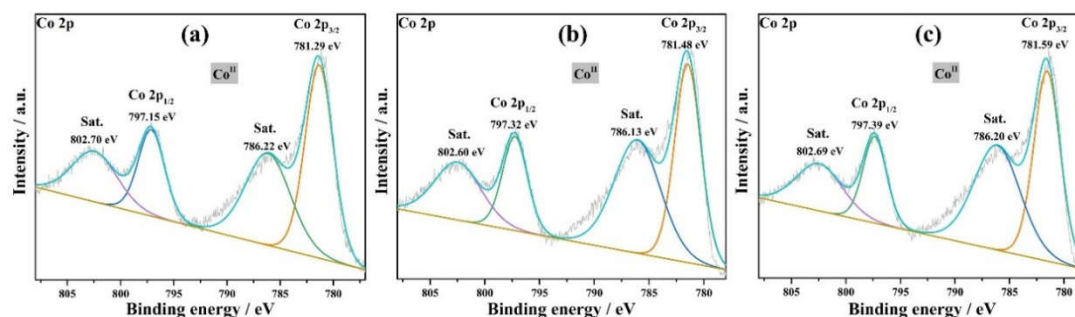 Co 2p
(a)
Co 2p3/2
781.29 eV
CoII
Co 2p1/2
797.15 eV
Sat.
802.70 eV
Sat.
786.22 eV
Intensity / a.u.
805 800 795 790 785 780
Binding energy / eV
Co 2p
(b)
Co 2p3/2
781.48 eV
CoII
Co 2p1/2
797.32 eV
Sat.
802.60 eV
Sat.
786.13 eV
Intensity / a.u.
805 800 795 790 785 780
Binding energy / eV
Co 2p
(c)
Co 2p3/2
781.59 eV
CoII
Co 2p1/2
797.39 eV
Sat.
802.69 eV
Sat.
786.20 eV
Intensity / a.u.
805 800 795 790 785 780
Binding energy / eV